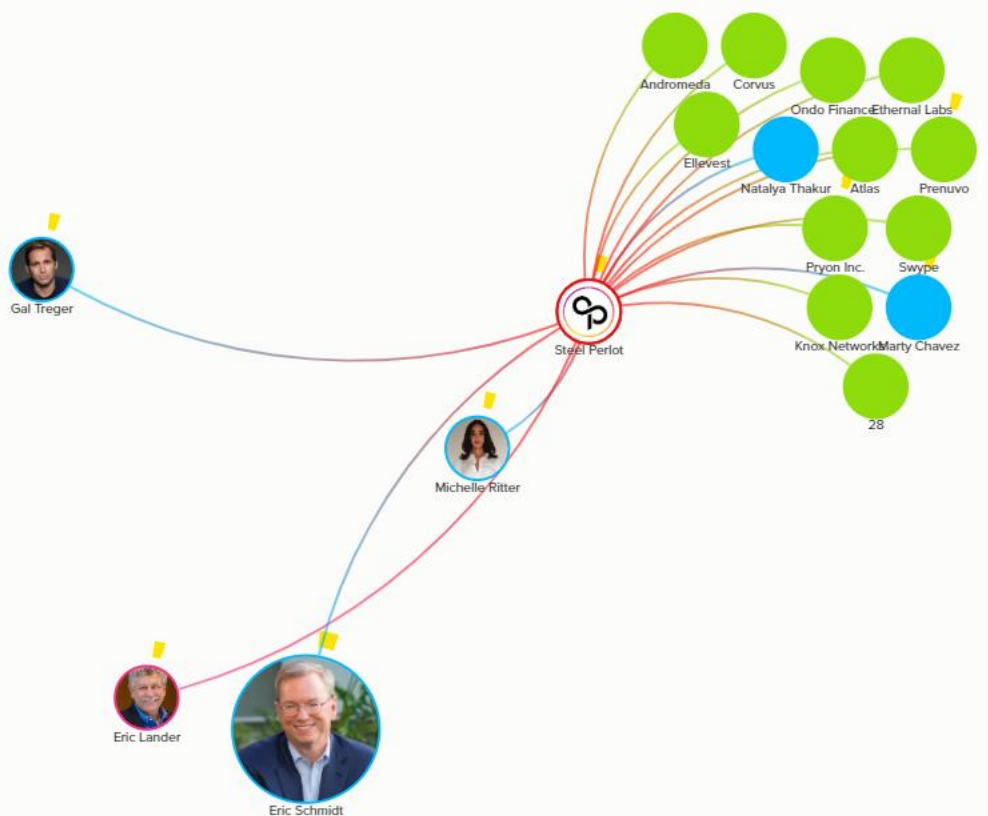 Andromeda
Corvus
Ondo Finance
Ethernal Labs
Ellevest
Natalya Thakur
Atlas
Prenuvo
Pryon Inc.
Swype
Gal Treger
Steel Perlot
Knox Networks
Marty Chavez
28
Michelle Ritter
Eric Lander
Eric Schmidt